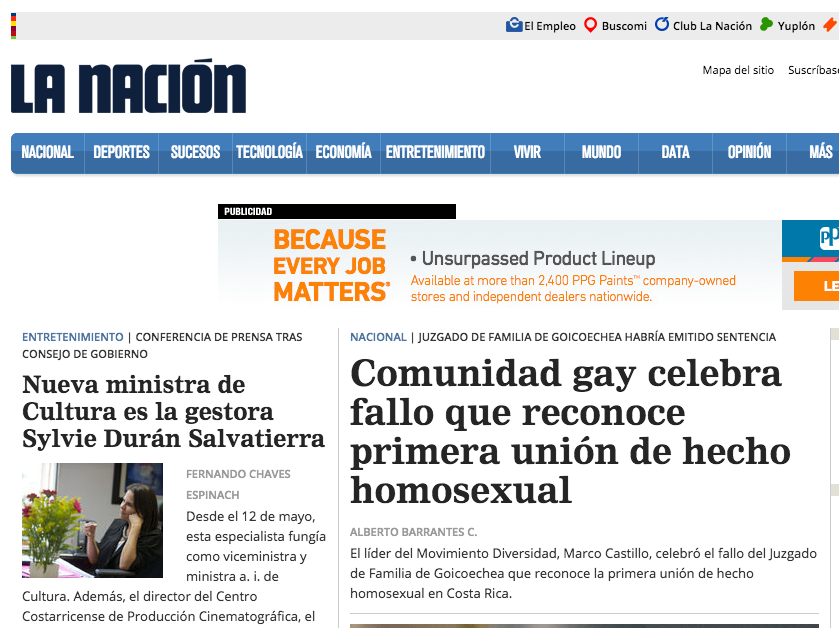 El Empleo Buscomi Club La Nación Yuplón
LA NACIÓN
Mapa del sitio
NACIONAL DEPORTES SUCESOS TECNOLOGÍA ECONOMÍA ENTRETENIMIENTO VIVIR MUNDO DATA OPINIÓN MÁS
PUBLICIDAD
BECAUSE
EVERY JOB
MATTERS®
• Unsurpassed Product Lineup
Available at more than 2,400 PPG Paints™ company-owned
stores and independent dealers nationwide.
ENTRETENIMIENTO | CONFERENCIA DE PRENSA TRAS
CONSEJO DE GOBIERNO
Nueva ministra de
Cultura es la gestora
Sylvie Durán Salvatierra
FERNANDO CHAVES
ESPINACH
Desde el 12 de mayo,
esta especialista fungía
como viceministra y
ministra a. i. de
Cultura. Además, el director del Centro
Costarricense de Producción Cinematográfica, el
NACIONAL | JUZGADO DE FAMILIA DE GOICOECHEA HABRÍA EMITIDO SENTENCIA
Comunidad gay celebra
fallo que reconoce
primera unión de hecho
homosexual
ALBERTO BARRANTES C.
El líder del Movimiento Diversidad, Marco Castillo, celebró el fallo del Juzgado
de Familia de Goicoechea que reconoce la primera unión de hecho
homosexual en Costa Rica.